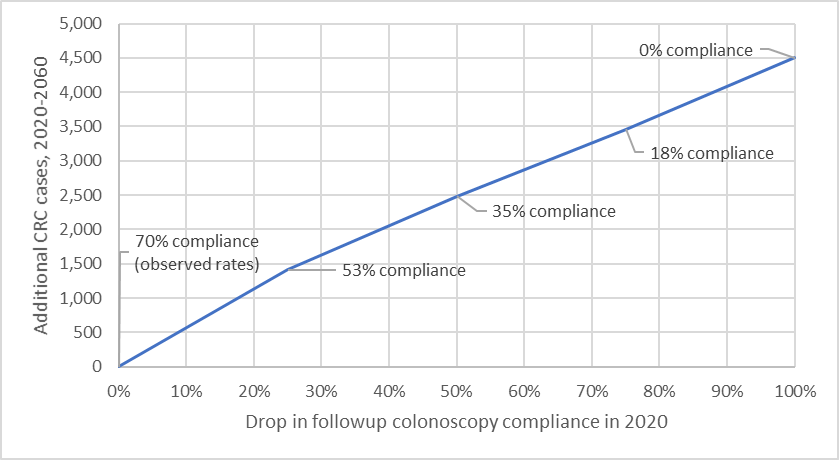 5,000
4,500
4,000
3,500
3,000
2,500
2,000
1,500
1,000
500
0
Additional CRC cases, 2020-2060
0% compliance
18% compliance
35% compliance
70% compliance
(observed rates)
53% compliance
0% 10% 20% 30% 40% 50% 60% 70% 80% 90% 100%
Drop in followup colonoscopy compliance in 2020